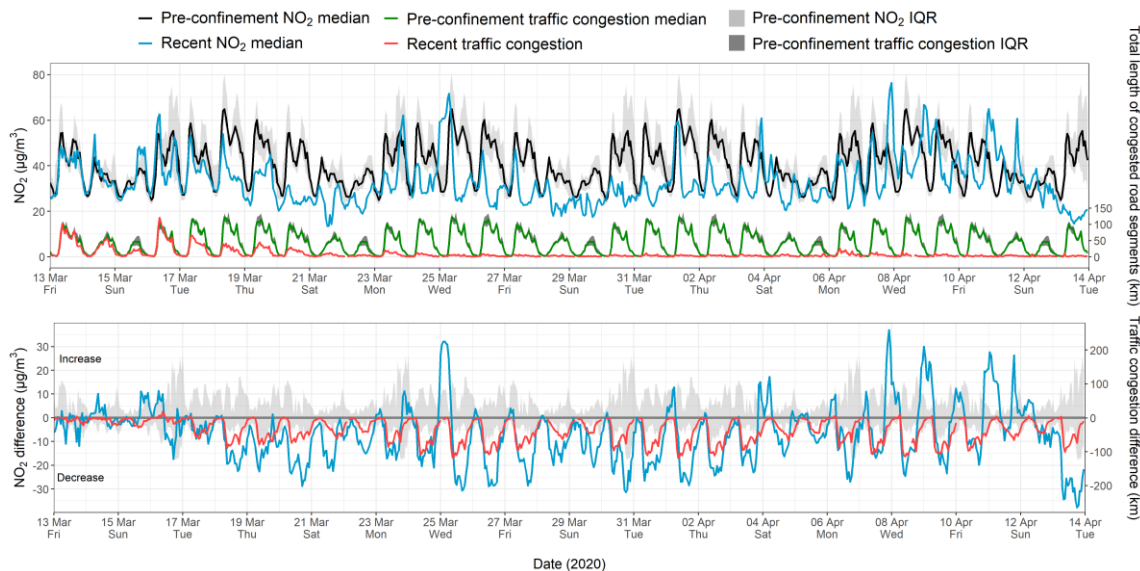 Pre-confinement NO₂ median
Pre-confinement traffic congestion median
Pre-confinement NO₂ IQR
Recent NO₂ median
Recent traffic congestion
Pre-confinement traffic congestion IQR
NO₂ (µg/m³)
80
60
40
20
0
Total length of congested road segments (km)
150
100
50
0
13 Mar 15 Mar 17 Mar 19 Mar 21 Mar 23 Mar 25 Mar 27 Mar 29 Mar 31 Mar 02 Apr 04 Apr 06 Apr 08 Apr 10 Apr 12 Apr 14 Apr
Fri Sun Tue Thu Sat Mon Wed Fri Sun Tue Thu Sat Mon Wed Fri Sun Tue
NO₂ difference (µg/m³)
30
20
10
0
-10
-20
-30
Increase
Decrease
Traffic congestion difference (km)
200
100
0
-100
-200
13 Mar 15 Mar 17 Mar 19 Mar 21 Mar 23 Mar 25 Mar 27 Mar 29 Mar 31 Mar 02 Apr 04 Apr 06 Apr 08 Apr 10 Apr 12 Apr 14 Apr
Fri Sun Tue Thu Sat Mon Wed Fri Sun Tue Thu Sat Mon Wed Fri Sun Tue
Date (2020)